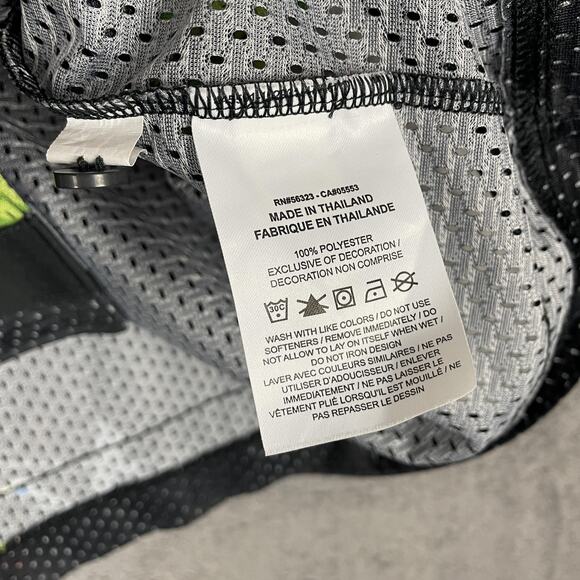 RN#56323 - CA#05553
MADE IN THAILAND
FABRIQUE EN THAILANDE
100% POLYESTER
EXCLUSIVE OF DECORATION /
DECORATION NON COMPRISE
30C
WASH WITH LIKE COLORS / DO NOT USE
SOFTENERS / REMOVE IMMEDIATELY / DO
NOT ALLOW TO LAY ON ITSELF WHEN WET /
DO NOT IRON DESIGN
LAVER AVEC COULEURS SIMILAIRES / NE PAS
UTILISER D'ADOUCISSEUR / ENLEVER
IMMEDIATEMENT / NE PAS LAISSER LE
VÊTEMENT PLIÉ LORSQU'IL EST MOUILLÉ / NE
PAS REPASSER LE DESSIN